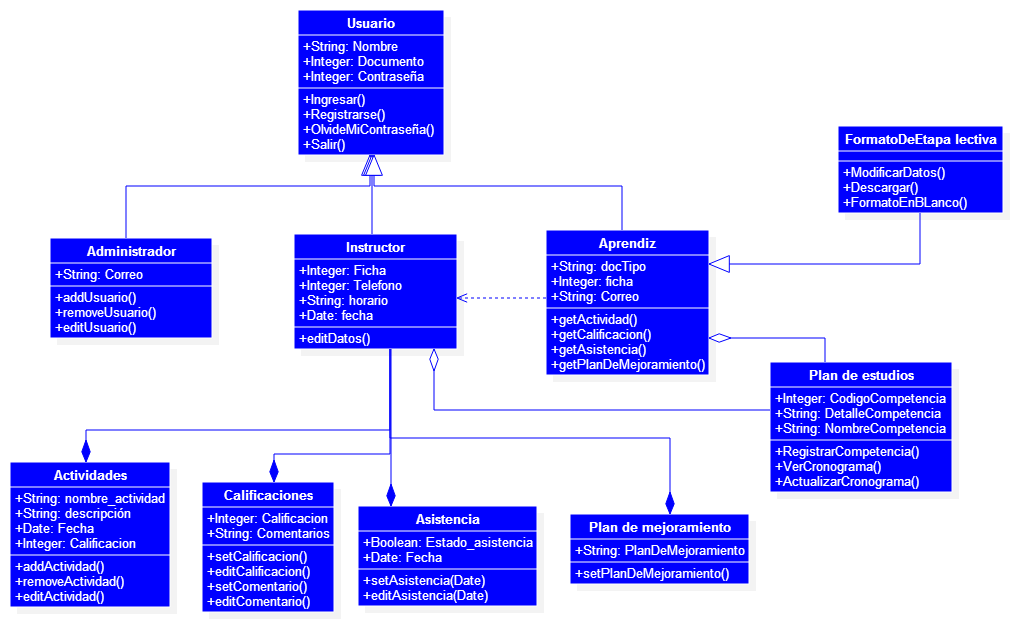 Usuario
+String: Nombre
+Integer: Documento
+Integer: Contraseña
+Ingresar()
+Registrarse()
+OlvideMiContraseña()
+Salir()
FormatoDeEtapa lectiva
+ModificarDatos()
+Descargar()
+FormatoEnBLanco()
Administrador
+String: Correo
+addUsuario()
+removeUsuario()
+editUsuario()
Instructor
+Integer: Ficha
+Integer: Telefono
+String: horario
+Date: fecha
+editDatos()
Aprendiz
+String: docTipo
+Integer: ficha
+String: Correo
+getActividad()
+getCalificacion()
+getAsistencia()
+getPlanDeMejoramiento()
Plan de estudios
+Integer: CodigoCompetencia
+String: DetalleCompetencia
+String: NombreCompetencia
+RegistrarCompetencia()
+VerCronograma()
+ActualizarCronograma()
Actividades
+String: nombre_actividad
+String: descripción
+Date: Fecha
+Integer: Calificacion
+addActividad()
+removeActividad()
+editActividad()
Calificaciones
+Integer: Calificacion
+String: Comentarios
+setCalificacion()
+editCalificacion()
+setComentario()
+editComentario()
Asistencia
+Boolean: Estado_asistencia
+Date: Fecha
+setAsistencia(Date)
+editAsistencia(Date)
Plan de mejoramiento
+String: PlanDeMejoramiento
+setPlanDeMejoramiento()